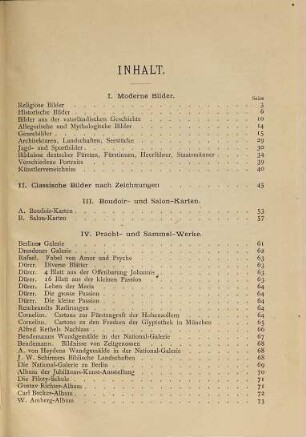 INHALT.
I. Moderne Bilder.
Seite
Religiöse Bilder 3
Historische Bilder 6
Bilder aus der vaterländischen Geschichte 10
Allegorische und Mythologische Bilder 14
Genrebilder 15
Architekturen, Landschaften, Seestücke 29
Jagd- und Sportbilder 30
Bildnisse deutscher Fürsten, Fürstinnen, Heerführer, Staatsmänner 34
Verschiedene Portraits 36
Künstlerverzeichniss 40
II. Classische Bilder nach Zeichnungen 45
III. Boudoir- und Salon-Karten.
A. Boudoir-Karten 53
B. Salon-Karten 57
IV. Pracht- und Sammel-Werke.
Berliner Galerie 61
Dresdener Galerie 62
Rafael. Fabel von Amor und Psyche 63
Dürer. Diverse Blätter 63
Dürer. 4 Blatt aus der Offenbarung Johannis 63
Dürer. 16 Blatt aus der kleinen Passion 63
Dürer. Leben der Maria 63
Dürer. Die grosse Passion 63
Dürer. Die kleine Passion 63
Rembrandts Radirungen 64
Cornelius. Cartons zur Fürstengruft der Hohenzollern 64
Cornelius. Cartons zu den Fresken der Glyptothek in München 65
Alfred Rethels Nachlass 66
Bendemanns Wandgemälde in der National-Galerie 67
Bendemann. Bildnisse von Zeitgenossen 68
A. von Heydens Wandgemälde in der National-Galerie 68
J. W. Schirmers Biblische Landschaften 68
Die National-Galerie zu Berlin 69
Album der Jubiläums-Kunst-Ausstellung 70
Die Piloty-Schule 71
Gustav Richter-Album 71
Carl Becker-Album 72
W. Amberg-Album 73